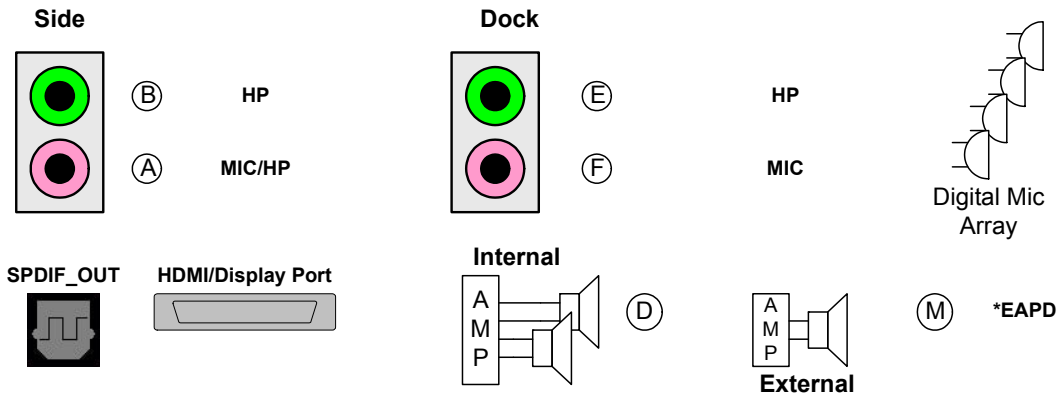 Side
Dock
B HP
E HP
A MIC/HP
F MIC
Digital Mic
Array
SPDIF_OUT
HDMI/Display Port
Internal
A
M
P
D
A
M
P
M *EAPD
External